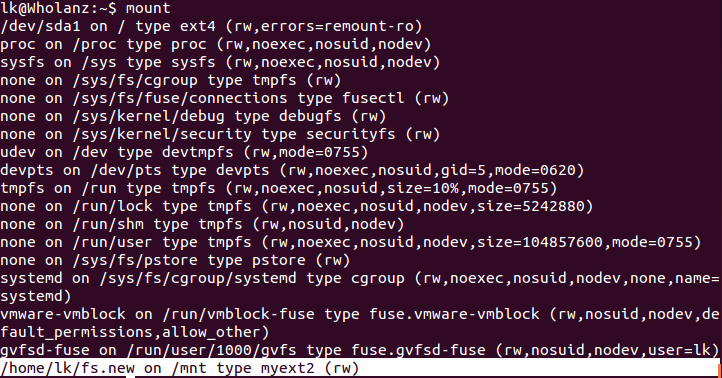 lk@Wholanz:~$ mount
/dev/sda1 on / type ext4 (rw,errors=remount-ro)
proc on /proc type proc (rw,noexec,nosuid,nodev)
sysfs on /sys type sysfs (rw,noexec,nosuid,nodev)
none on /sys/fs/cgroup type tmpfs (rw)
none on /sys/fs/fuse/connections type fusectl (rw)
none on /sys/kernel/debug type debugfs (rw)
none on /sys/kernel/security type securityfs (rw)
udev on /dev type devtmpfs (rw,mode=0755)
devpts on /dev/pts type devpts (rw,noexec,nosuid,gid=5,mode=0620)
tmpfs on /run type tmpfs (rw,noexec,nosuid,size=10%,mode=0755)
none on /run/lock type tmpfs (rw,noexec,nosuid,nodev,size=5242880)
none on /run/shm type tmpfs (rw,nosuid,nodev)
none on /run/user type tmpfs (rw,noexec,nosuid,nodev,size=104857600,mode=0755)
none on /sys/fs/pstore type pstore (rw)
systemd on /sys/fs/cgroup/systemd type cgroup (rw,noexec,nosuid,nodev,none,name=
systemd)
vmware-vmblock on /run/vmblock-fuse type fuse.vmware-vmblock (rw,nosuid,nodev,de
fault_permissions,allow_other)
gvfsd-fuse on /run/user/1000/gvfs type fuse.gvfsd-fuse (rw,nosuid,nodev,user=lk)
/home/lk/fs.new on /mnt type myext2 (rw)